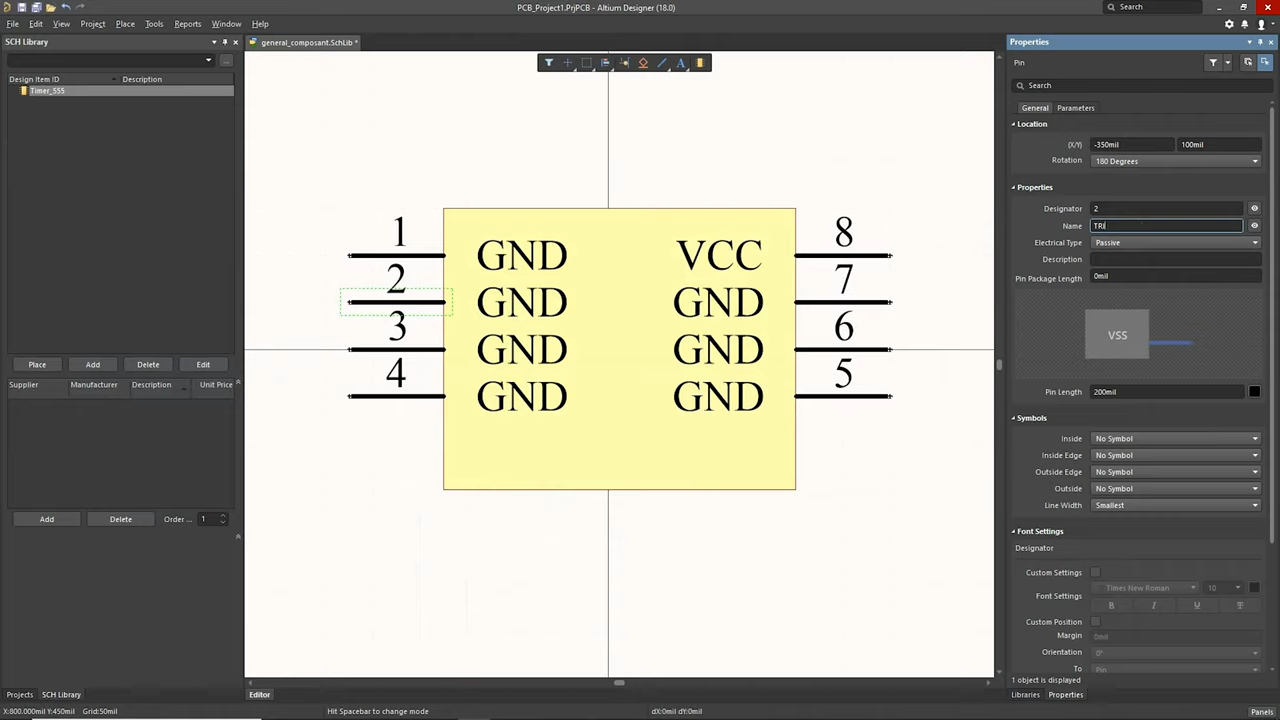 PCB_Project1.PrjPCB - Altium Designer (18.0)
Search
File Edit View Project Place Tools Reports Window Help
SCH Library
general_composant.SchLib *
Properties
Pin
...
Search
Design Item ID Description
Timer_555
General Parameters
Location
(X/Y) -350mil 100mil
Rotation 180 Degrees
Properties
Designator 2
Name TRI
Electrical Type Passive
Description
Pin Package Length 0mil
VSS
Pin Length 200mil
Symbols
Inside No Symbol
Inside Edge No Symbol
Outside Edge No Symbol
Outside No Symbol
Line Width Smallest
Font Settings
Designator
Custom Settings
Font Settings Times New Roman 10
B I U T
Custom Position
Margin 0mil
Orientation 0°
To Pin
1 object is displayed
Libraries Properties
1 GND VCC 8
2 GND GND 7
3 GND GND 6
4 GND GND 5
Place Add Delete Edit
Supplier Manufacturer Description Unit Price
Add Delete Order ... 1
Projects SCH Library
Editor
X:800.000mil Y:450mil Grid:50mil
Hit Spacebar to change mode
dX:0mil dY:0mil
Panels